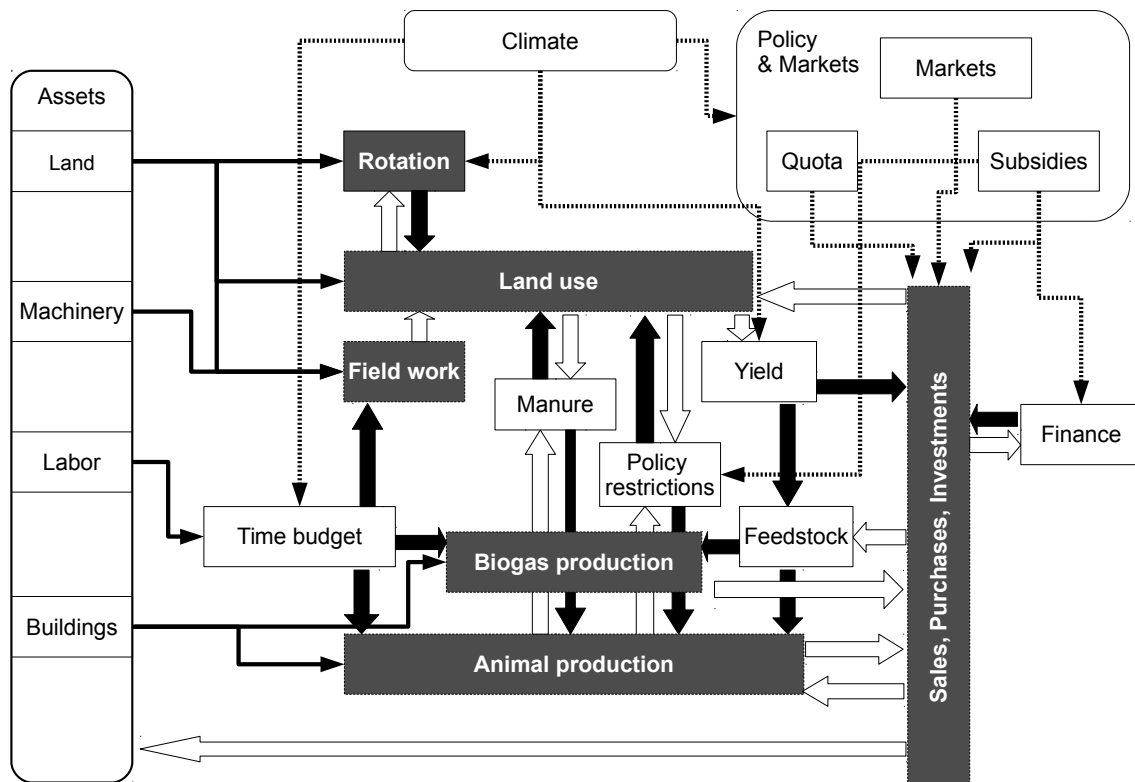 Climate
Policy
& Markets
Markets
Assets
Land
Rotation
Quota
Subsidies
Land use
Machinery
Field work
Yield
Manure
Finance
Labor
Policy
restrictions
Time budget
Feedstock
Biogas production
Buildings
Animal production
Sales, Purchases, Investments